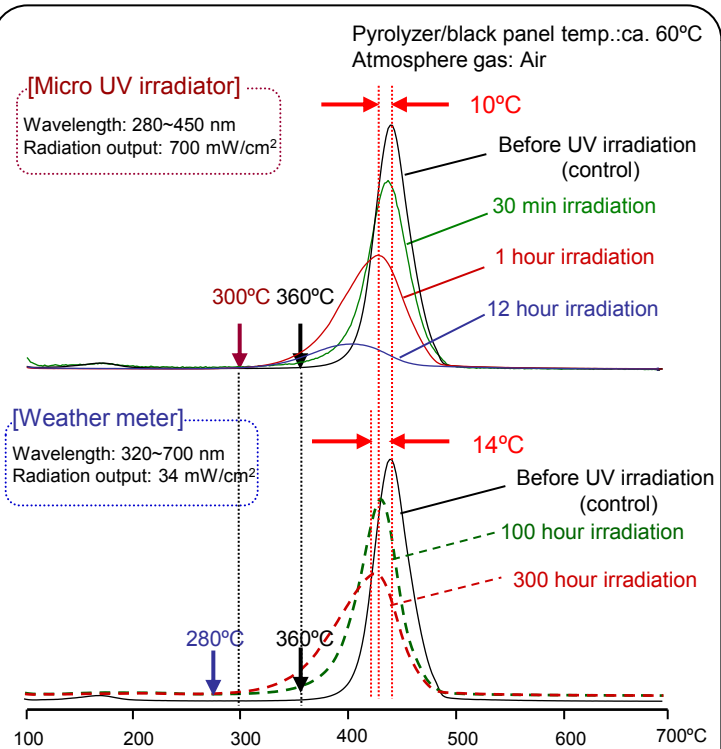 Pyrolyzer/black panel temp.:ca. 60ºC
Atmosphere gas: Air
[Micro UV irradiator]
Wavelength: 280~450 nm
Radiation output: 700 mW/cm²
10ºC
Before UV irradiation
(control)
30 min irradiation
1 hour irradiation
12 hour irradiation
300ºC
360ºC
[Weather meter]
Wavelength: 320~700 nm
Radiation output: 34 mW/cm²
14ºC
Before UV irradiation
(control)
100 hour irradiation
300 hour irradiation
280ºC
360ºC
100 200 300 400 500 600 700ºC